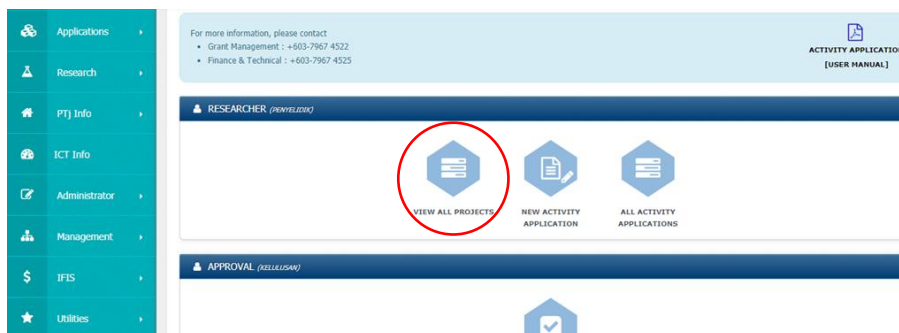 Applications
Research
PTj Info
ICT Info
Administrator
Management
IFIS
Utilities
For more information, please contact
• Grant Management : +603-7967 4522
• Finance & Technical : +603-7967 4525
ACTIVITY APPLICATIO
[USER MANUAL]
RESEARCHER (PENYELIDIK)
VIEW ALL PROJECTS
NEW ACTIVITY
APPLICATION
ALL ACTIVITY
APPLICATIONS
APPROVAL (KELULUSAN)